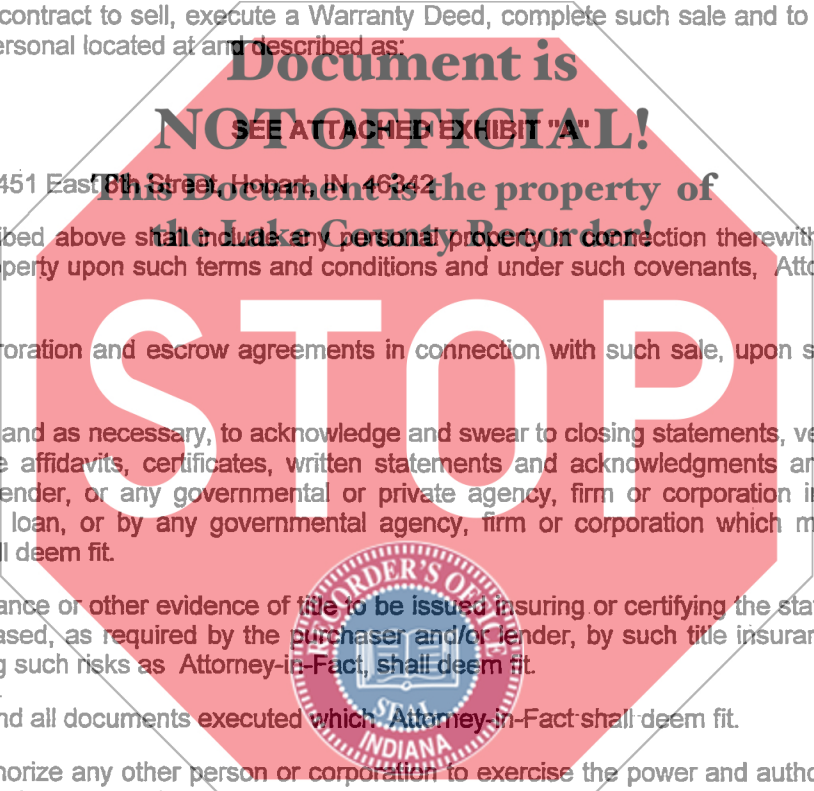 contract to sell, execute a Warranty Deed, complete such sale and to
ersonal located at and described as:
Document is
NOT OFFICIAL!
SEE ATTACHED EXHIBIT "A"
451 East 8th Street, Hobart, IN 46342
This Document is the property of
the Lake County Recorder!
bed above shall include any personal property in connection therewith
perty upon such terms and conditions and under such covenants, Atto
STOP
roration and escrow agreements in connection with such sale, upon s
and as necessary, to acknowledge and swear to closing statements, ve
e affidavits, certificates, written statements and acknowledgments an
ender, or any governmental or private agency, firm or corporation i
loan, or by any governmental agency, firm or corporation which m
ll deem fit.
RECORDER'S OFFICE
ance or other evidence of title to be issued insuring or certifying the sta
ased, as required by the purchaser and/or lender, by such title insuran
g such risks as Attorney-in-Fact, shall deem fit.
SEAL
nd all documents executed which Attorney-in-Fact shall deem fit.
INDIANA
horize any other person or corporation to exercise the power and autho